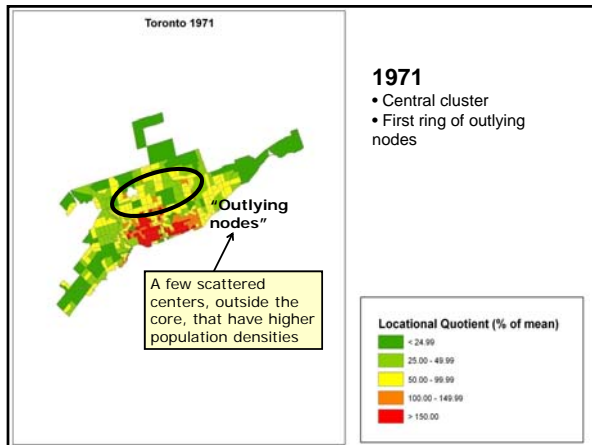 Toronto 1971
1971
• Central cluster
• First ring of outlying
nodes
“Outlying
nodes”
A few scattered
centers, outside the
core, that have higher
population densities
Locational Quotient (% of mean)
< 24.99
25.00 - 49.99
50.00 - 99.99
100.00 - 149.99
> 150.00